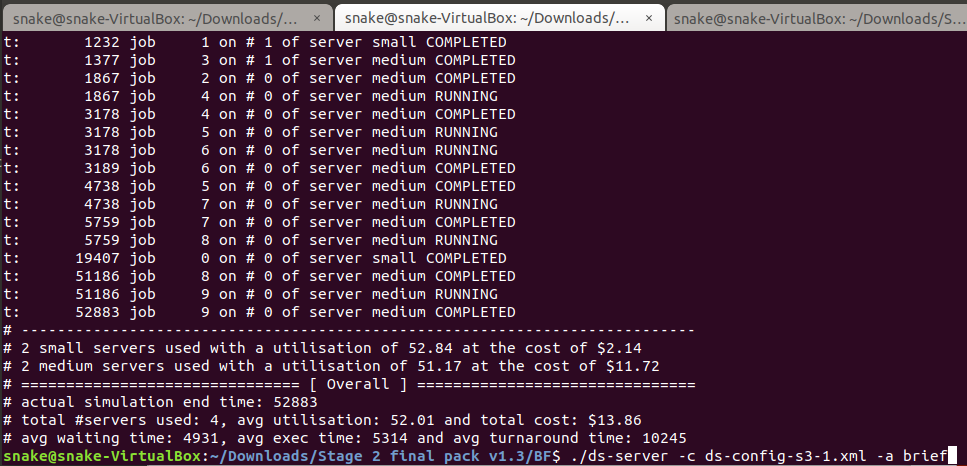 snake@snake-VirtualBox: ~/Downloads/... × snake@snake-VirtualBox: ~/Downloads/... × snake@snake-VirtualBox: ~/Downloads/S...
t: 1232 job 1 on # 1 of server small COMPLETED
t: 1377 job 3 on # 1 of server medium COMPLETED
t: 1867 job 2 on # 0 of server medium COMPLETED
t: 1867 job 4 on # 0 of server medium RUNNING
t: 3178 job 4 on # 0 of server medium COMPLETED
t: 3178 job 5 on # 0 of server medium RUNNING
t: 3178 job 6 on # 0 of server medium RUNNING
t: 3189 job 6 on # 0 of server medium COMPLETED
t: 4738 job 5 on # 0 of server medium COMPLETED
t: 4738 job 7 on # 0 of server medium RUNNING
t: 5759 job 7 on # 0 of server medium COMPLETED
t: 5759 job 8 on # 0 of server medium RUNNING
t: 19407 job 0 on # 0 of server small COMPLETED
t: 51186 job 8 on # 0 of server medium COMPLETED
t: 51186 job 9 on # 0 of server medium RUNNING
t: 52883 job 9 on # 0 of server medium COMPLETED
# ---------------------------------------------------------------------------
# 2 small servers used with a utilisation of 52.84 at the cost of $2.14
# 2 medium servers used with a utilisation of 51.17 at the cost of $11.72
# =============================== [ Overall ] ===============================
# actual simulation end time: 52883
# total #servers used: 4, avg utilisation: 52.01 and total cost: $13.86
# avg waiting time: 4931, avg exec time: 5314 and avg turnaround time: 10245
snake@snake-VirtualBox:~/Downloads/Stage 2 final pack v1.3/BF$ ./ds-server -c ds-config-s3-1.xml -a brief